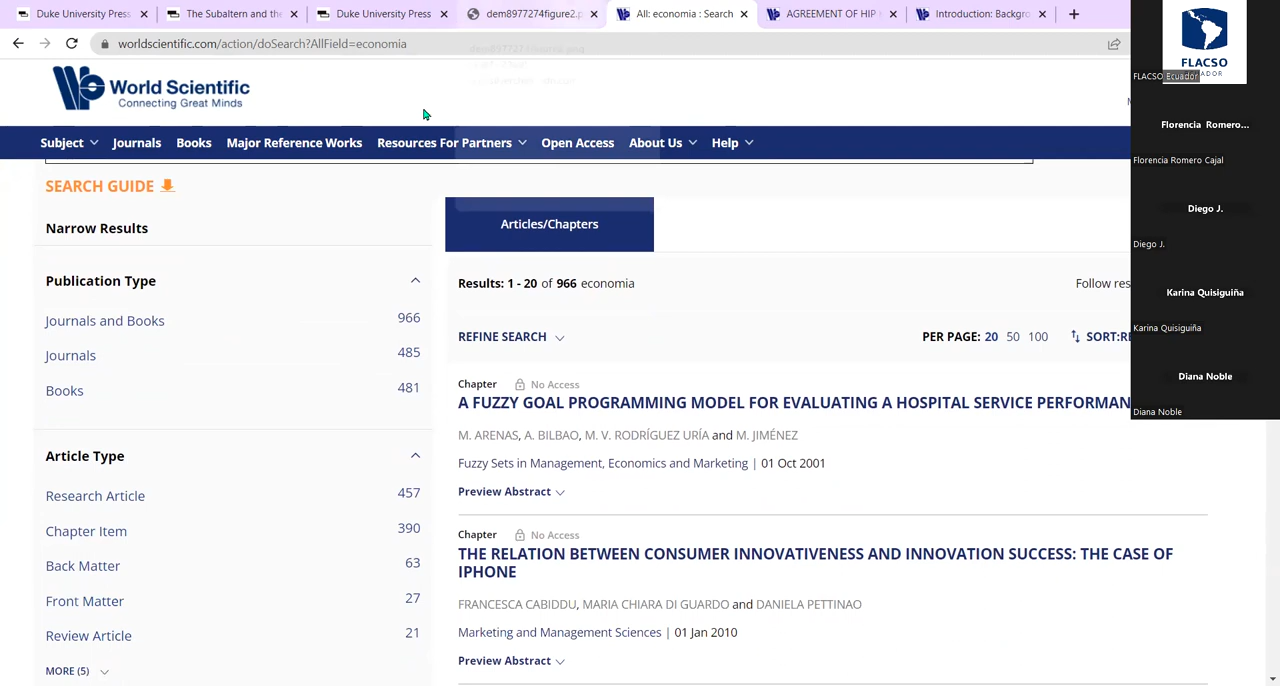 Duke University Press
The Subaltern and the
Duke University Press
dem8977274figure2.p
All: economia : Search
AGREEMENT OF HIP
Introduction: Backgro
worldscientific.com/action/doSearch?AllField=economia
FLACSO
FLACSO Ecuador
World Scientific
Connecting Great Minds
Florencia Romero...
Florencia Romero Cajal
Diego J.
Diego J.
Karina Quisiguiña
Karina Quisiguiña
Diana Noble
Diana Noble
Subject
Journals
Books
Major Reference Works
Resources For Partners
Open Access
About Us
Help
SEARCH GUIDE
Narrow Results
Publication Type
Journals and Books 966
Journals 485
Books 481
Article Type
Research Article 457
Chapter Item 390
Back Matter 63
Front Matter 27
Review Article 21
MORE (5)
Articles/Chapters
Results: 1 - 20 of 966 economia
Follow res
REFINE SEARCH
PER PAGE: 20 50 100
SORT:RE
Chapter No Access
A FUZZY GOAL PROGRAMMING MODEL FOR EVALUATING A HOSPITAL SERVICE PERFORMAN
M. ARENAS, A. BILBAO, M. V. RODRÍGUEZ URÍA and M. JIMÉNEZ
Fuzzy Sets in Management, Economics and Marketing | 01 Oct 2001
Preview Abstract
Chapter No Access
THE RELATION BETWEEN CONSUMER INNOVATIVENESS AND INNOVATION SUCCESS: THE CASE OF
IPHONE
FRANCESCA CABIDDU, MARIA CHIARA DI GUARDO and DANIELA PETTINAO
Marketing and Management Sciences | 01 Jan 2010
Preview Abstract